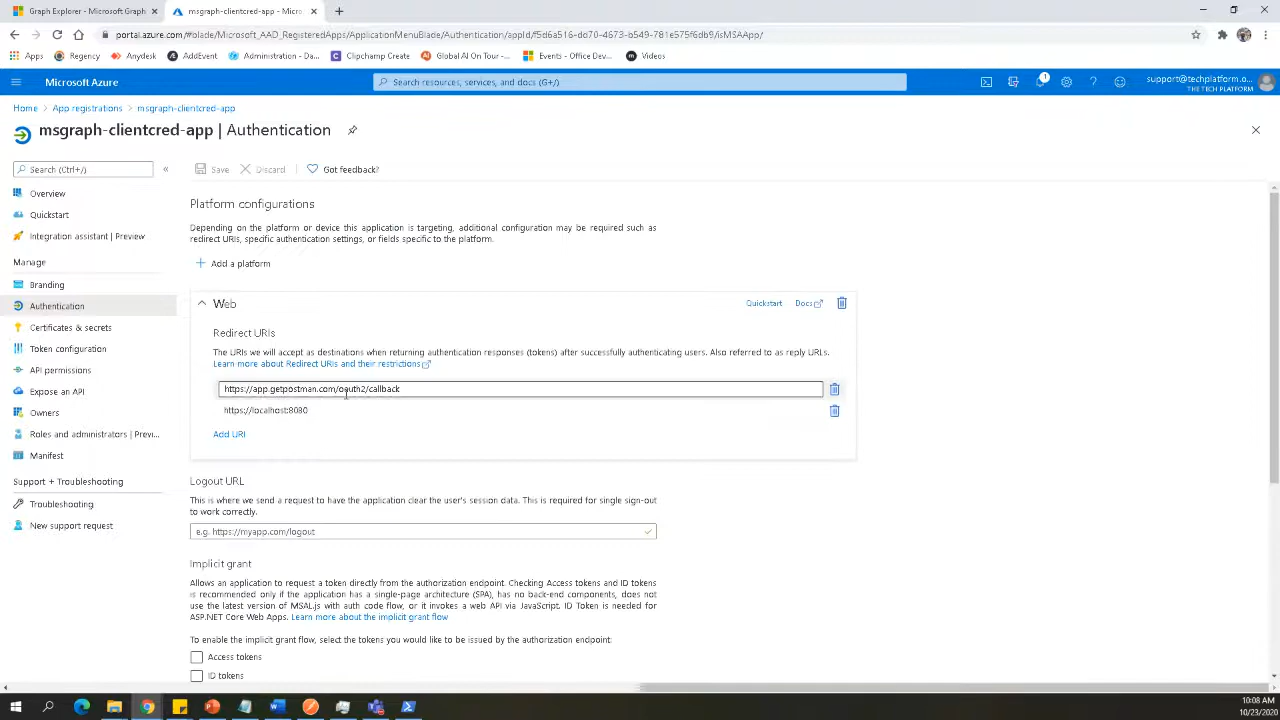 Graph Explorer - Microsoft Graph
msgraph-clientcred-app - Micro
portal.azure.com/#blade/Microsoft_AAD_RegisteredApps/ApplicationMenuBlade/Authentication/appId/f5d6a516-dd70-4673-b549-781e575f6db9/isMSAApp/
Apps
Regency
Anydesk
AddEvent
Administration - Da...
Clipchamp Create
Global AI On Tour -...
Events - Office Dev...
Videos
Microsoft Azure
Search resources, services, and docs (G+/)
1
support@techplatform.o...
THE TECH PLATFORM
Home > App registrations > msgraph-clientcred-app
msgraph-clientcred-app | Authentication
Search (Ctrl+/)
«
Overview
Quickstart
Integration assistant | Preview
Manage
Branding
Authentication
Certificates & secrets
Token configuration
API permissions
Expose an API
Owners
Roles and administrators | Previ...
Manifest
Support + Troubleshooting
Troubleshooting
New support request
Save
Discard
Got feedback?
Platform configurations
Depending on the platform or device this application is targeting, additional configuration may be required such as
redirect URIs, specific authentication settings, or fields specific to the platform.
Add a platform
Web
Quickstart
Docs
Redirect URIs
The URIs we will accept as destinations when returning authentication responses (tokens) after successfully authenticating users. Also referred to as reply URLs.
Learn more about Redirect URIs and their restrictions
https://app.getpostman.com/oauth2/callback
https://localhost:8080
Add URI
Logout URL
This is where we send a request to have the application clear the user's session data. This is required for single sign-out
to work correctly.
e.g. https://myapp.com/logout
Implicit grant
Allows an application to request a token directly from the authorization endpoint. Checking Access tokens and ID tokens
is recommended only if the application has a single-page architecture (SPA), has no back-end components, does not
use the latest version of MSAL.js with auth code flow, or it invokes a web API via JavaScript. ID Token is needed for
ASP.NET Core Web Apps. Learn more about the implicit grant flow
To enable the implicit grant flow, select the tokens you would like to be issued by the authorization endpoint:
Access tokens
ID tokens
10:08 AM
10/23/2020